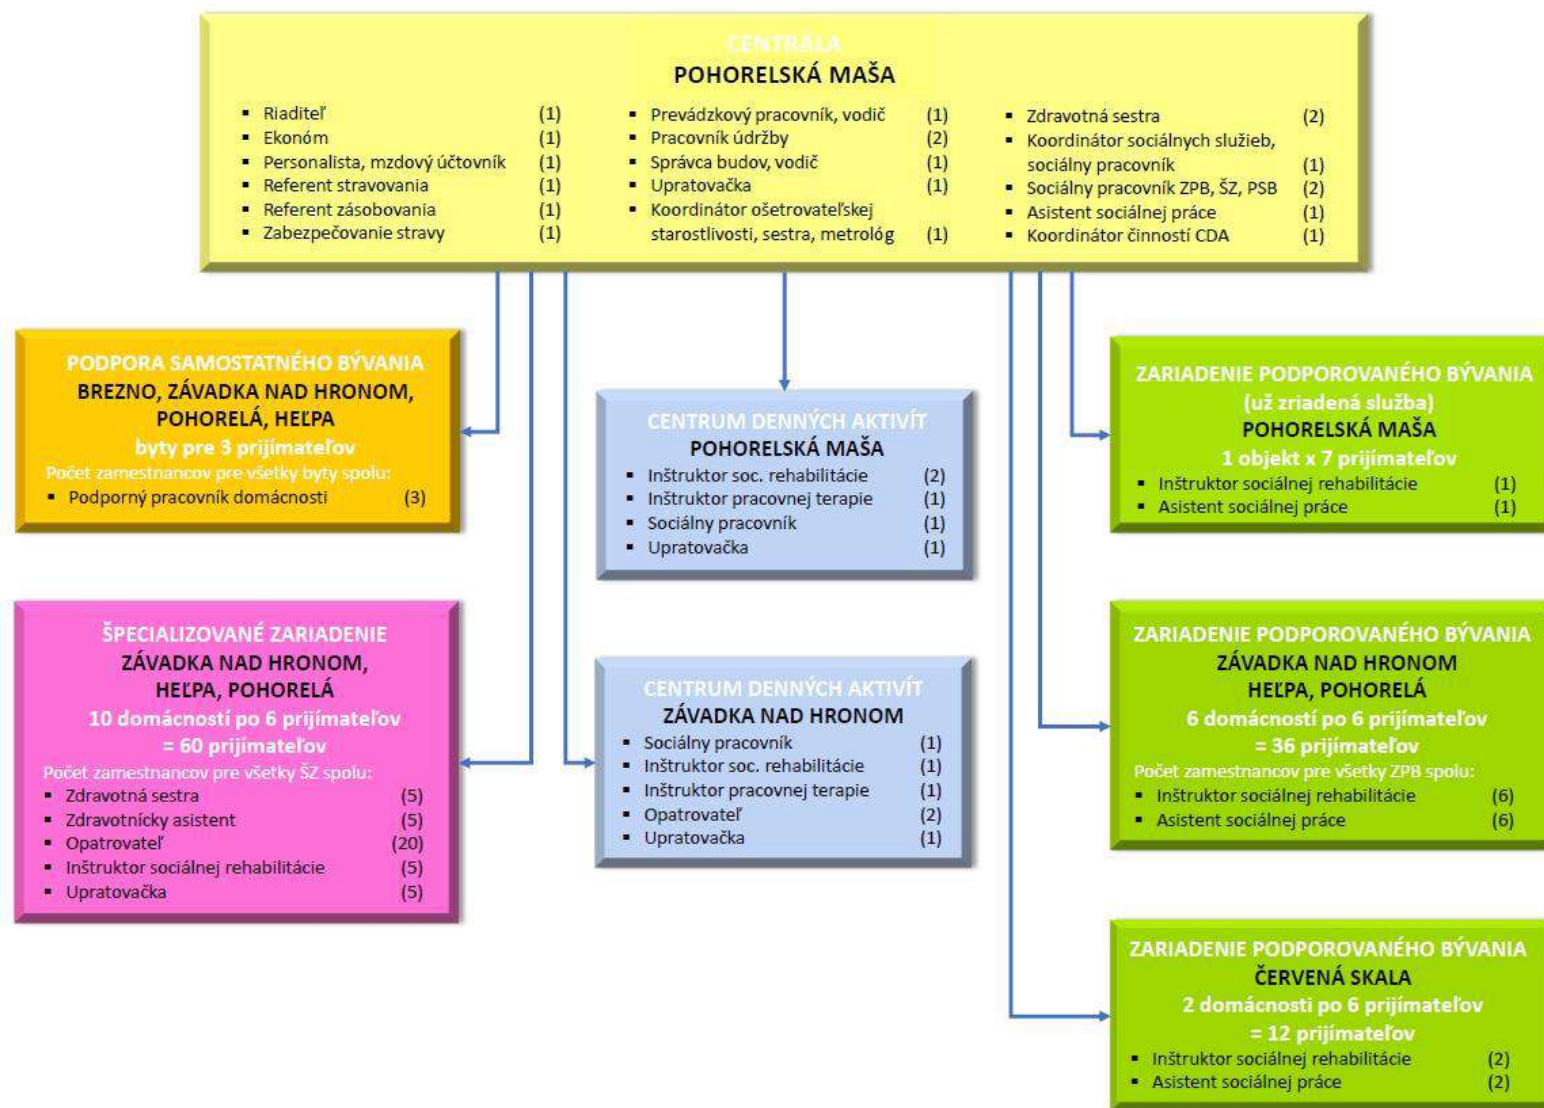 CENTRÁLA
POHORELSKÁ MAŠA
▪ Riaditeľ (1)
▪ Ekonóm (1)
▪ Personalista, mzdový účtovník (1)
▪ Referent stravovania (1)
▪ Referent zásobovania (1)
▪ Zabezpečovanie stravy (1)
▪ Prevádzkový pracovník, vodič (1)
▪ Pracovník údržby (2)
▪ Správca budov, vodič (1)
▪ Upratovačka (1)
▪ Koordinátor ošetrovateľskej
starostlivosti, sestra, metrológ (1)
▪ Zdravotná sestra (2)
▪ Koordinátor sociálnych služieb,
sociálny pracovník (1)
▪ Sociálny pracovník ZPB, ŠZ, PSB (2)
▪ Asistent sociálnej práce (1)
▪ Koordinátor činností CDA (1)
PODPORA SAMOSTATNÉHO BÝVANIA
BREZNO, ZÁVADKA NAD HRONOM,
POHORELÁ, HEĽPA
byty pre 3 prijímateľov
Počet zamestnancov pre všetky byty spolu:
▪ Podporný pracovník domácnosti (3)
CENTRUM DENNÝCH AKTIVÍT
POHORELSKÁ MAŠA
▪ Inštruktor soc. rehabilitácie (2)
▪ Inštruktor pracovnej terapie (1)
▪ Sociálny pracovník (1)
▪ Upratovačka (1)
ZARIADENIE PODPOROVANÉHO BÝVANIA
(už zriadená služba)
POHORELSKÁ MAŠA
1 objekt x 7 prijímateľov
▪ Inštruktor sociálnej rehabilitácie (1)
▪ Asistent sociálnej práce (1)
ŠPECIALIZOVANÉ ZARIADENIE
ZÁVADKA NAD HRONOM,
HEĽPA, POHORELÁ
10 domácností po 6 prijímateľov
= 60 prijímateľov
Počet zamestnancov pre všetky ŠZ spolu:
▪ Zdravotná sestra (5)
▪ Zdravotnícky asistent (5)
▪ Opatrovateľ (20)
▪ Inštruktor sociálnej rehabilitácie (5)
▪ Upratovačka (5)
CENTRUM DENNÝCH AKTIVÍT
ZÁVADKA NAD HRONOM
▪ Sociálny pracovník (1)
▪ Inštruktor soc. rehabilitácie (1)
▪ Inštruktor pracovnej terapie (1)
▪ Opatrovateľ (2)
▪ Upratovačka (1)
ZARIADENIE PODPOROVANÉHO BÝVANIA
ZÁVADKA NAD HRONOM
HEĽPA, POHORELÁ
6 domácností po 6 prijímateľov
= 36 prijímateľov
Počet zamestnancov pre všetky ZPB spolu:
▪ Inštruktor sociálnej rehabilitácie (6)
▪ Asistent sociálnej práce (6)
ZARIADENIE PODPOROVANÉHO BÝVANIA
ČERVENÁ SKALA
2 domácnosti po 6 prijímateľov
= 12 prijímateľov
▪ Inštruktor sociálnej rehabilitácie (2)
▪ Asistent sociálnej práce (2)